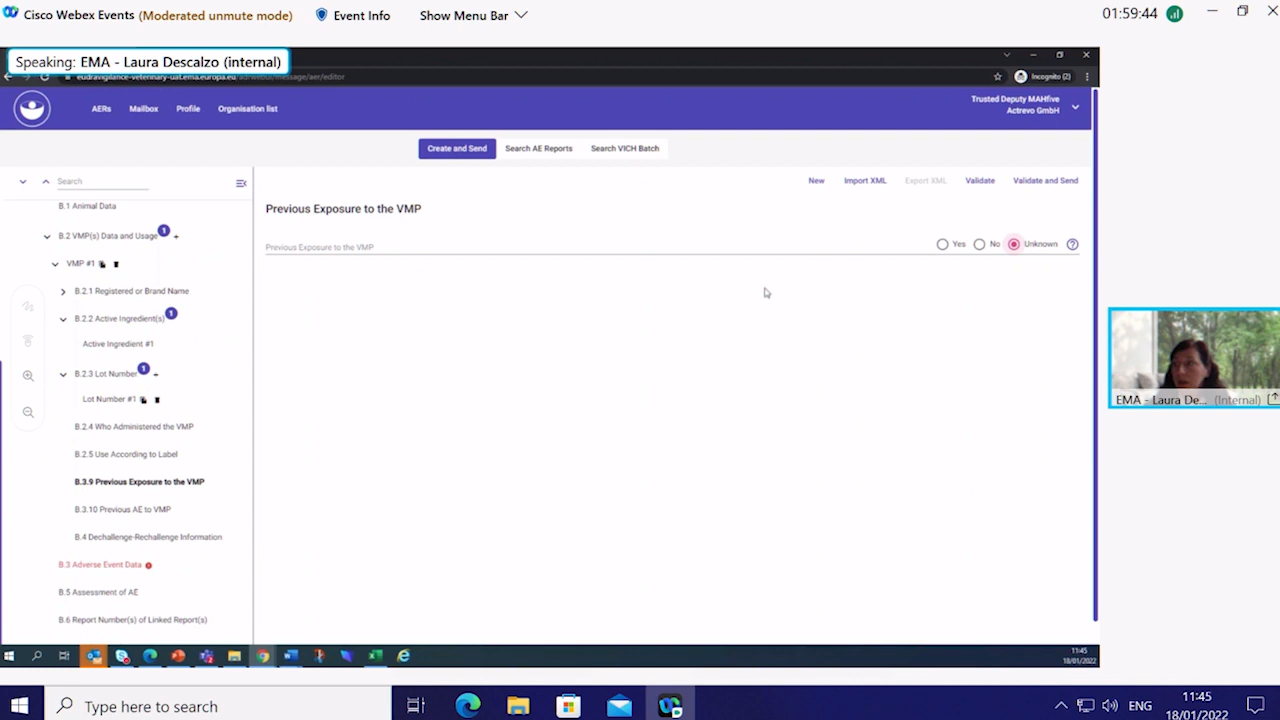 Cisco Webex Events (Moderated unmute mode) Event Info Show Menu Bar 01:59:44
Speaking: EMA - Laura Descalzo (internal)
eudravigilance-veterinary-uat.ema.europa.eu/adrwebui/message/aer/editor Incognito (2)
AERs Mailbox Profile Organisation list
Trusted Deputy MAHfive
Actrevo GmbH
Create and Send Search AE Reports Search VICH Batch
Search
New Import XML Export XML Validate Validate and Send
B.1 Animal Data
Previous Exposure to the VMP
B.2 VMP(s) Data and Usage 1
Previous Exposure to the VMP Yes No Unknown
VMP #1
B.2.1 Registered or Brand Name
B.2.2 Active Ingredient(s) 1
Active Ingredient #1
B.2.3 Lot Number 1
Lot Number #1
EMA - Laura De... (Internal)
B.2.4 Who Administered the VMP
B.2.5 Use According to Label
B.3.9 Previous Exposure to the VMP
B.3.10 Previous AE to VMP
B.4 Dechallenge-Rechallenge Information
B.3 Adverse Event Data
B.5 Assessment of AE
B.6 Report Number(s) of Linked Report(s)
11:45
18/01/2022
Type here to search
ENG
11:45
18/01/2022